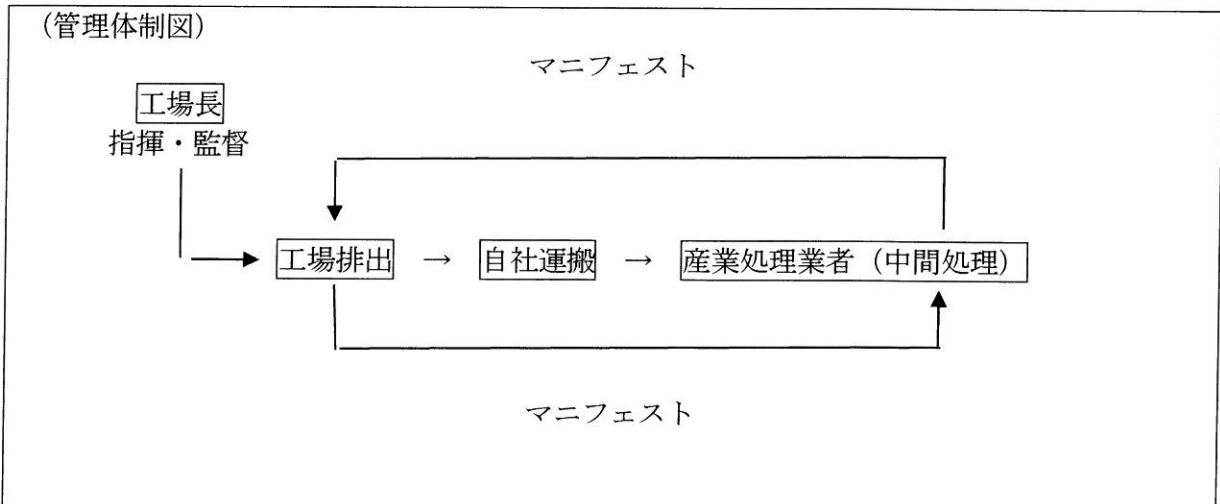 (管理体制図)
マニフェスト
工場長
指揮・監督
工場排出 → 自社運搬 → 産業処理業者(中間処理)
マニフェスト